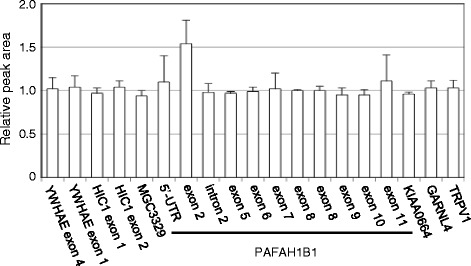 Relative peak area
2.0
1.5
1.0
0.5
0
YWHAE exon 4
YWHAE exon 1
HIC1 exon 1
HIC1 exon 2
MGC3329
5'-UTR
exon 2
intron 2
exon 5
exon 6
exon 7
exon 8
exon 8
exon 9
exon 10
exon 11
KIAA0664
GARNL4
TRPV1
PAFAH1B1